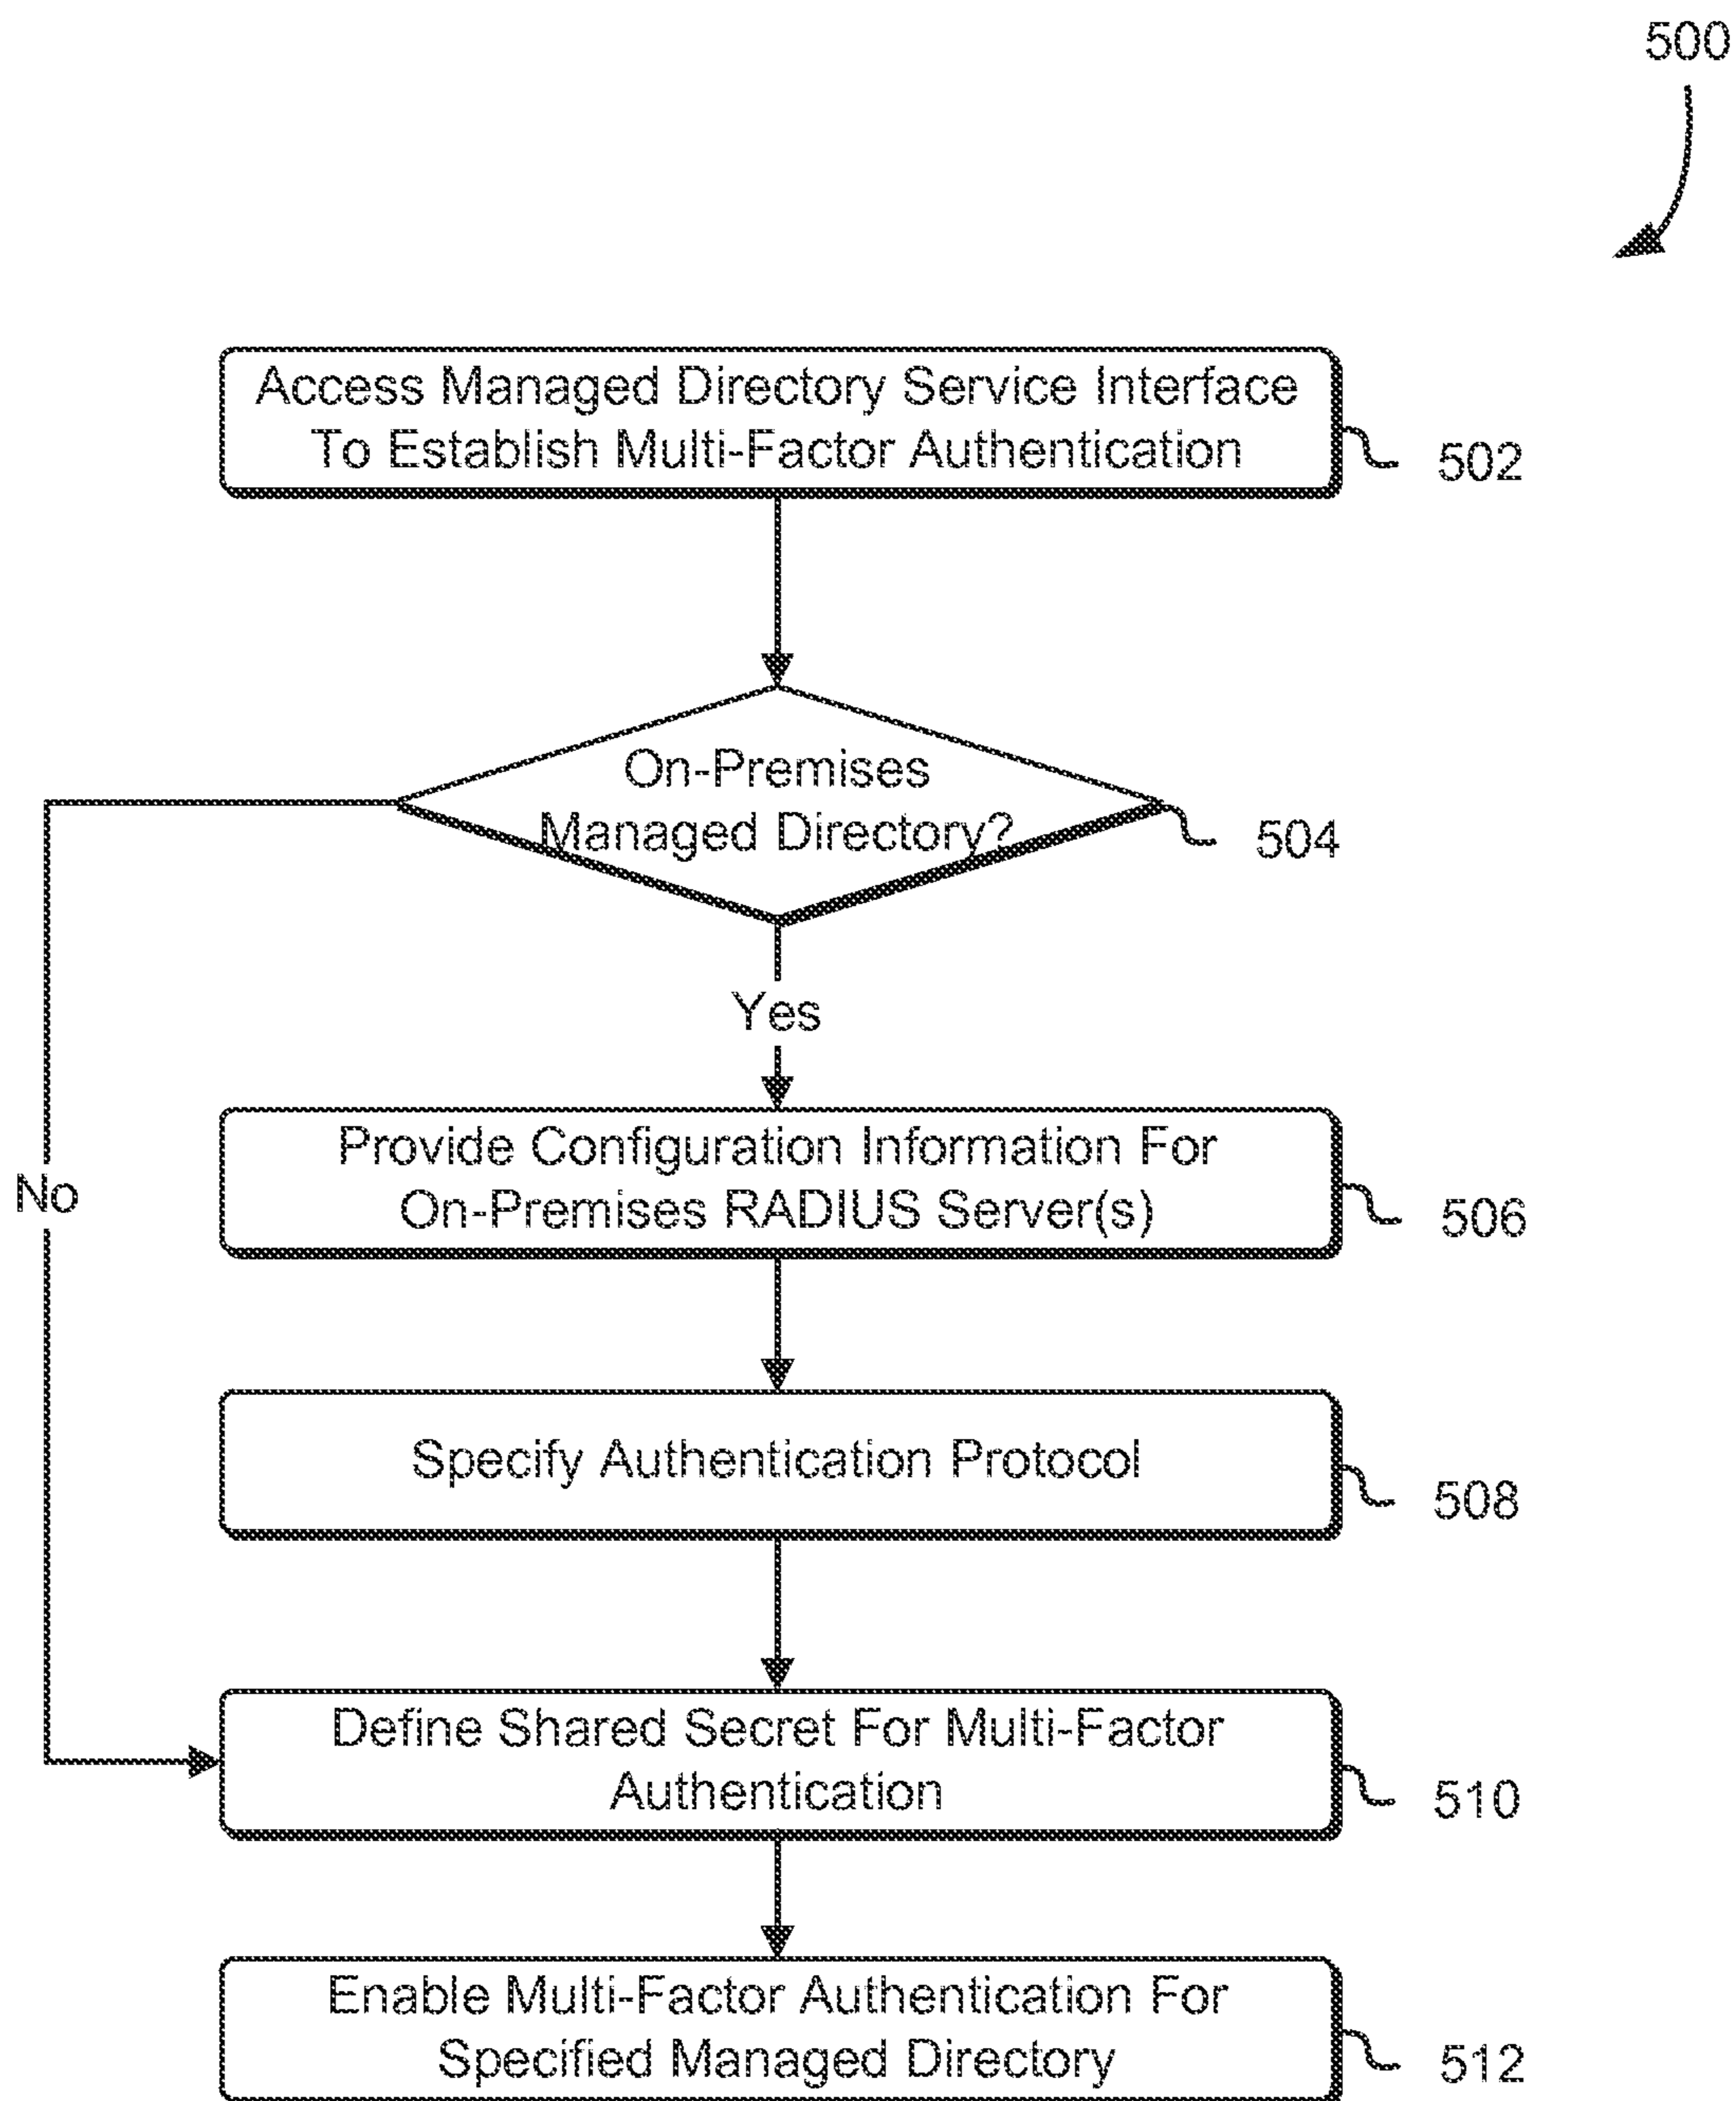 500
Access Managed Directory Service Interface
To Establish Multi-Factor Authentication
502
On-Premises
Managed Directory?
504
Yes
Provide Configuration Information For
On-Premises RADIUS Server(s)
506
No
Specify Authentication Protocol
508
Define Shared Secret For Multi-Factor
Authentication
510
Enable Multi-Factor Authentication For
Specified Managed Directory
512